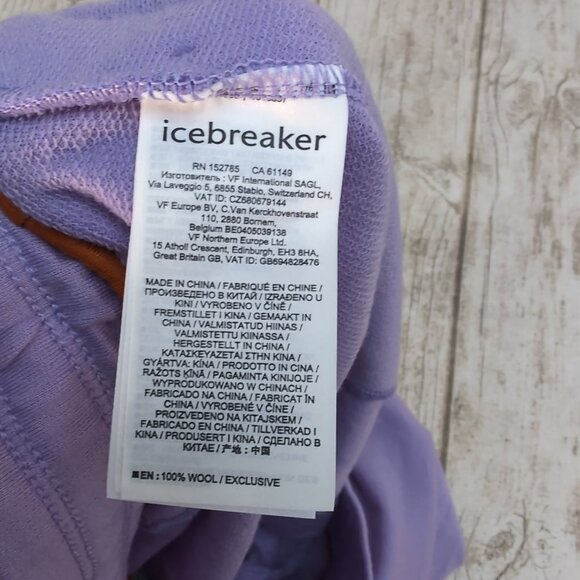 icebreaker
RN 152785 CA 61149
Изготовитель : VF International SAGL,
Via Laveggio 5, 6855 Stabio, Switzerland CH,
VAT ID: CZ680679144
VF Europe BV, C.Van Kerckhovenstraat
110, 2880 Bornem,
Belgium BE0405039138
VF Northern Europe Ltd.
15 Atholl Crescent, Edinburgh, EH3 8HA,
Great Britain GB, VAT ID: GB694828476
MADE IN CHINA / FABRIQUÉ EN CHINE /
ПРОИЗВЕДЕНО В КИТАЙ / IZRAĐENO U
KINI / VYROBENO V ČÍNĚ /
FREMSTILLET I KINA / GEMAAKT IN
CHINA / VALMISTATUD HIINAS /
VALMISTETTU KIINASSA /
HERGESTELLT IN CHINA /
ΚΑΤΑΣΚΕΥΑΖΕΤΑΙ ΣΤΗΝ ΚΙΝΑ /
GYÁRTVA: KÍNA / PRODOTTO IN CINA /
RAŽOTS ĶĪNĀ / PAGAMINTA KINIJOJE /
WYPRODUKOWANO W CHINACH /
FABRICADO NA CHINA / FABRICAT ÎN
CHINA / VYROBENÉ V ČÍNE /
PROIZVEDENO NA KITAJSKEM /
FABRICADO EN CHINA / TILLVERKAD I
KINA / PRODUSERT I KINA / СДЕЛАНО В
КИТАЕ / 产地 : 中国
EN : 100% WOOL / EXCLUSIVE